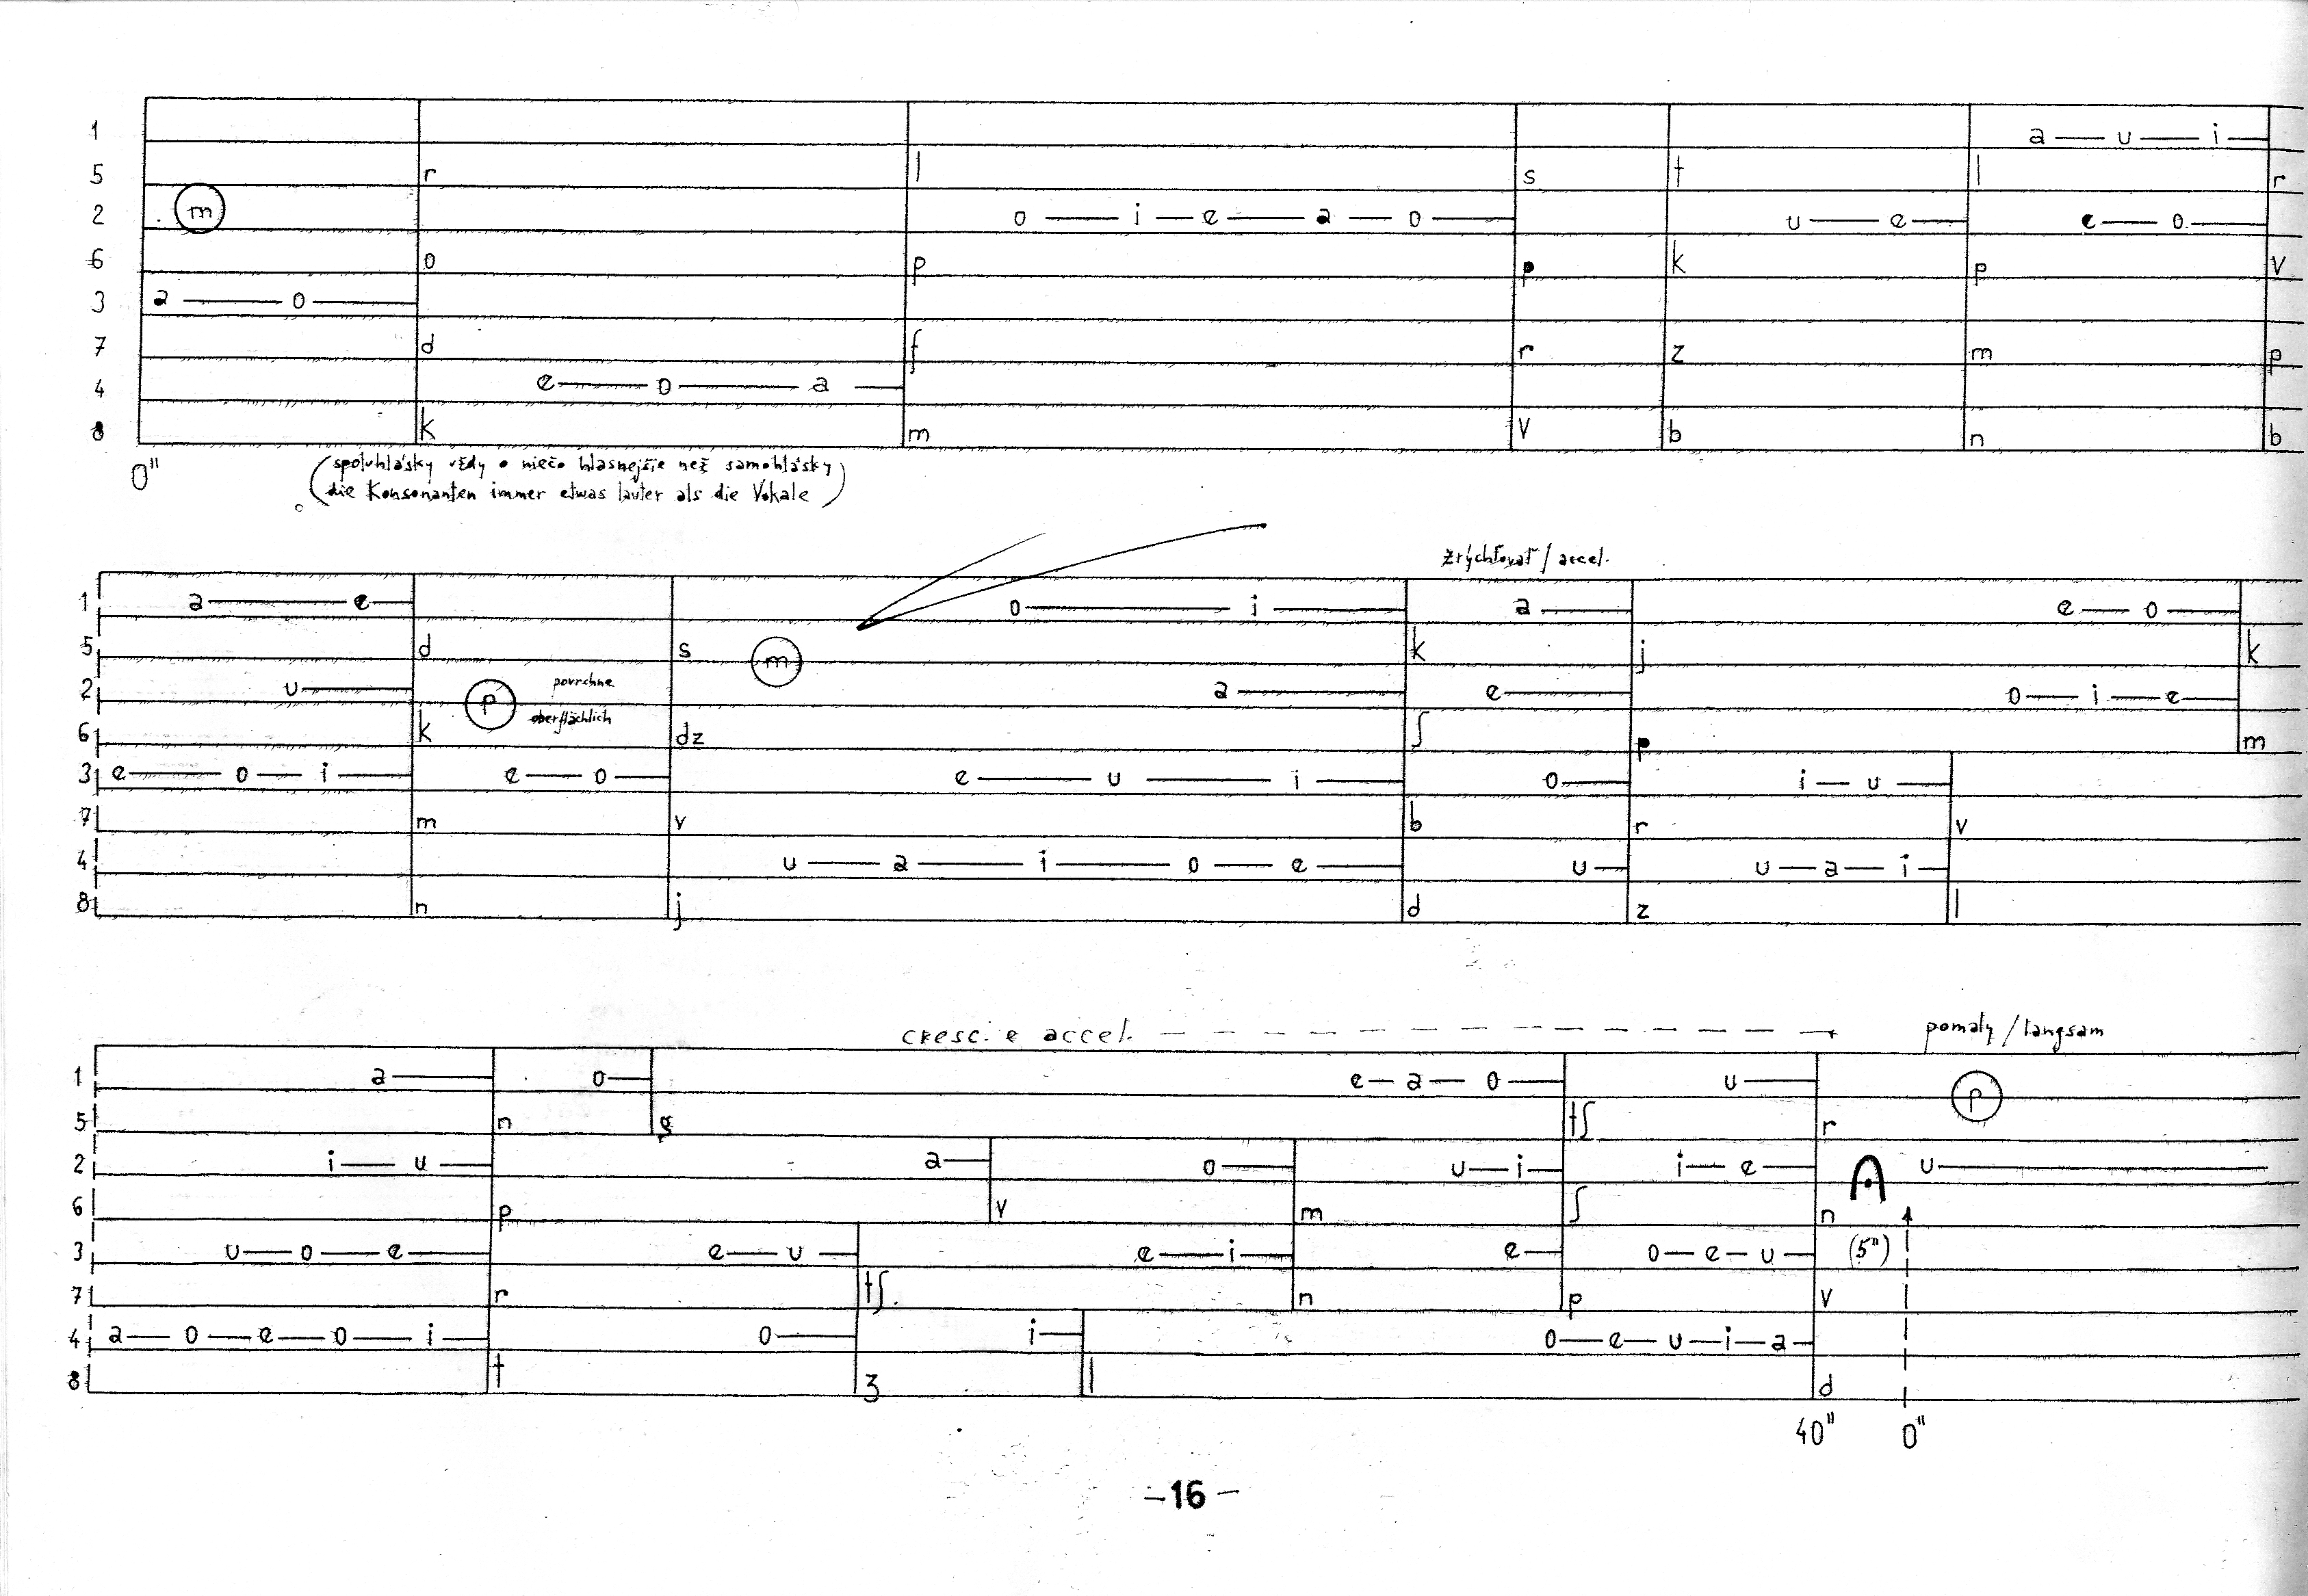 1 a — u — i —
5 r l s t l r
2 m o — i — e — a — o — u — e — e — o —
6 o p p k p v
3 a — o —
7 d f r z m p
4 e — o — a —
8 k m v b n b
0"
(spoluhlásky vždy o niečo hlasnejšie než samohlásky)
(die Konsonanten immer etwas lauter als die Vokale)
zrýchľovať / accel.
1 a — e — o — i — a — e — o —
5 d s m k j k
2 u — p povrchne a — e — o — i — e —
oberflächlich
6 k dz ʃ p m
3 e — o — i — e — o — e — u — i — o — i — u —
7 m v b r v
4 u — a — i — o — e — u — u — a — i —
8 n j d z l
cresc. e accel. — — — — — — — — — — — — pomaly / langsam
1 a — o — e — a — o — u — p
5 n g tʃ r
2 i — u — a — o — u — i — i — e — u —
6 p v m ʃ n
3 u — o — e — e — u — e — i — e — o — e — u — (5")
7 r tʃ n p v
4 a — o — e — o — i — o — i — o — e — u — i — a —
8 t ʒ l d
40" 0"
– 16 –